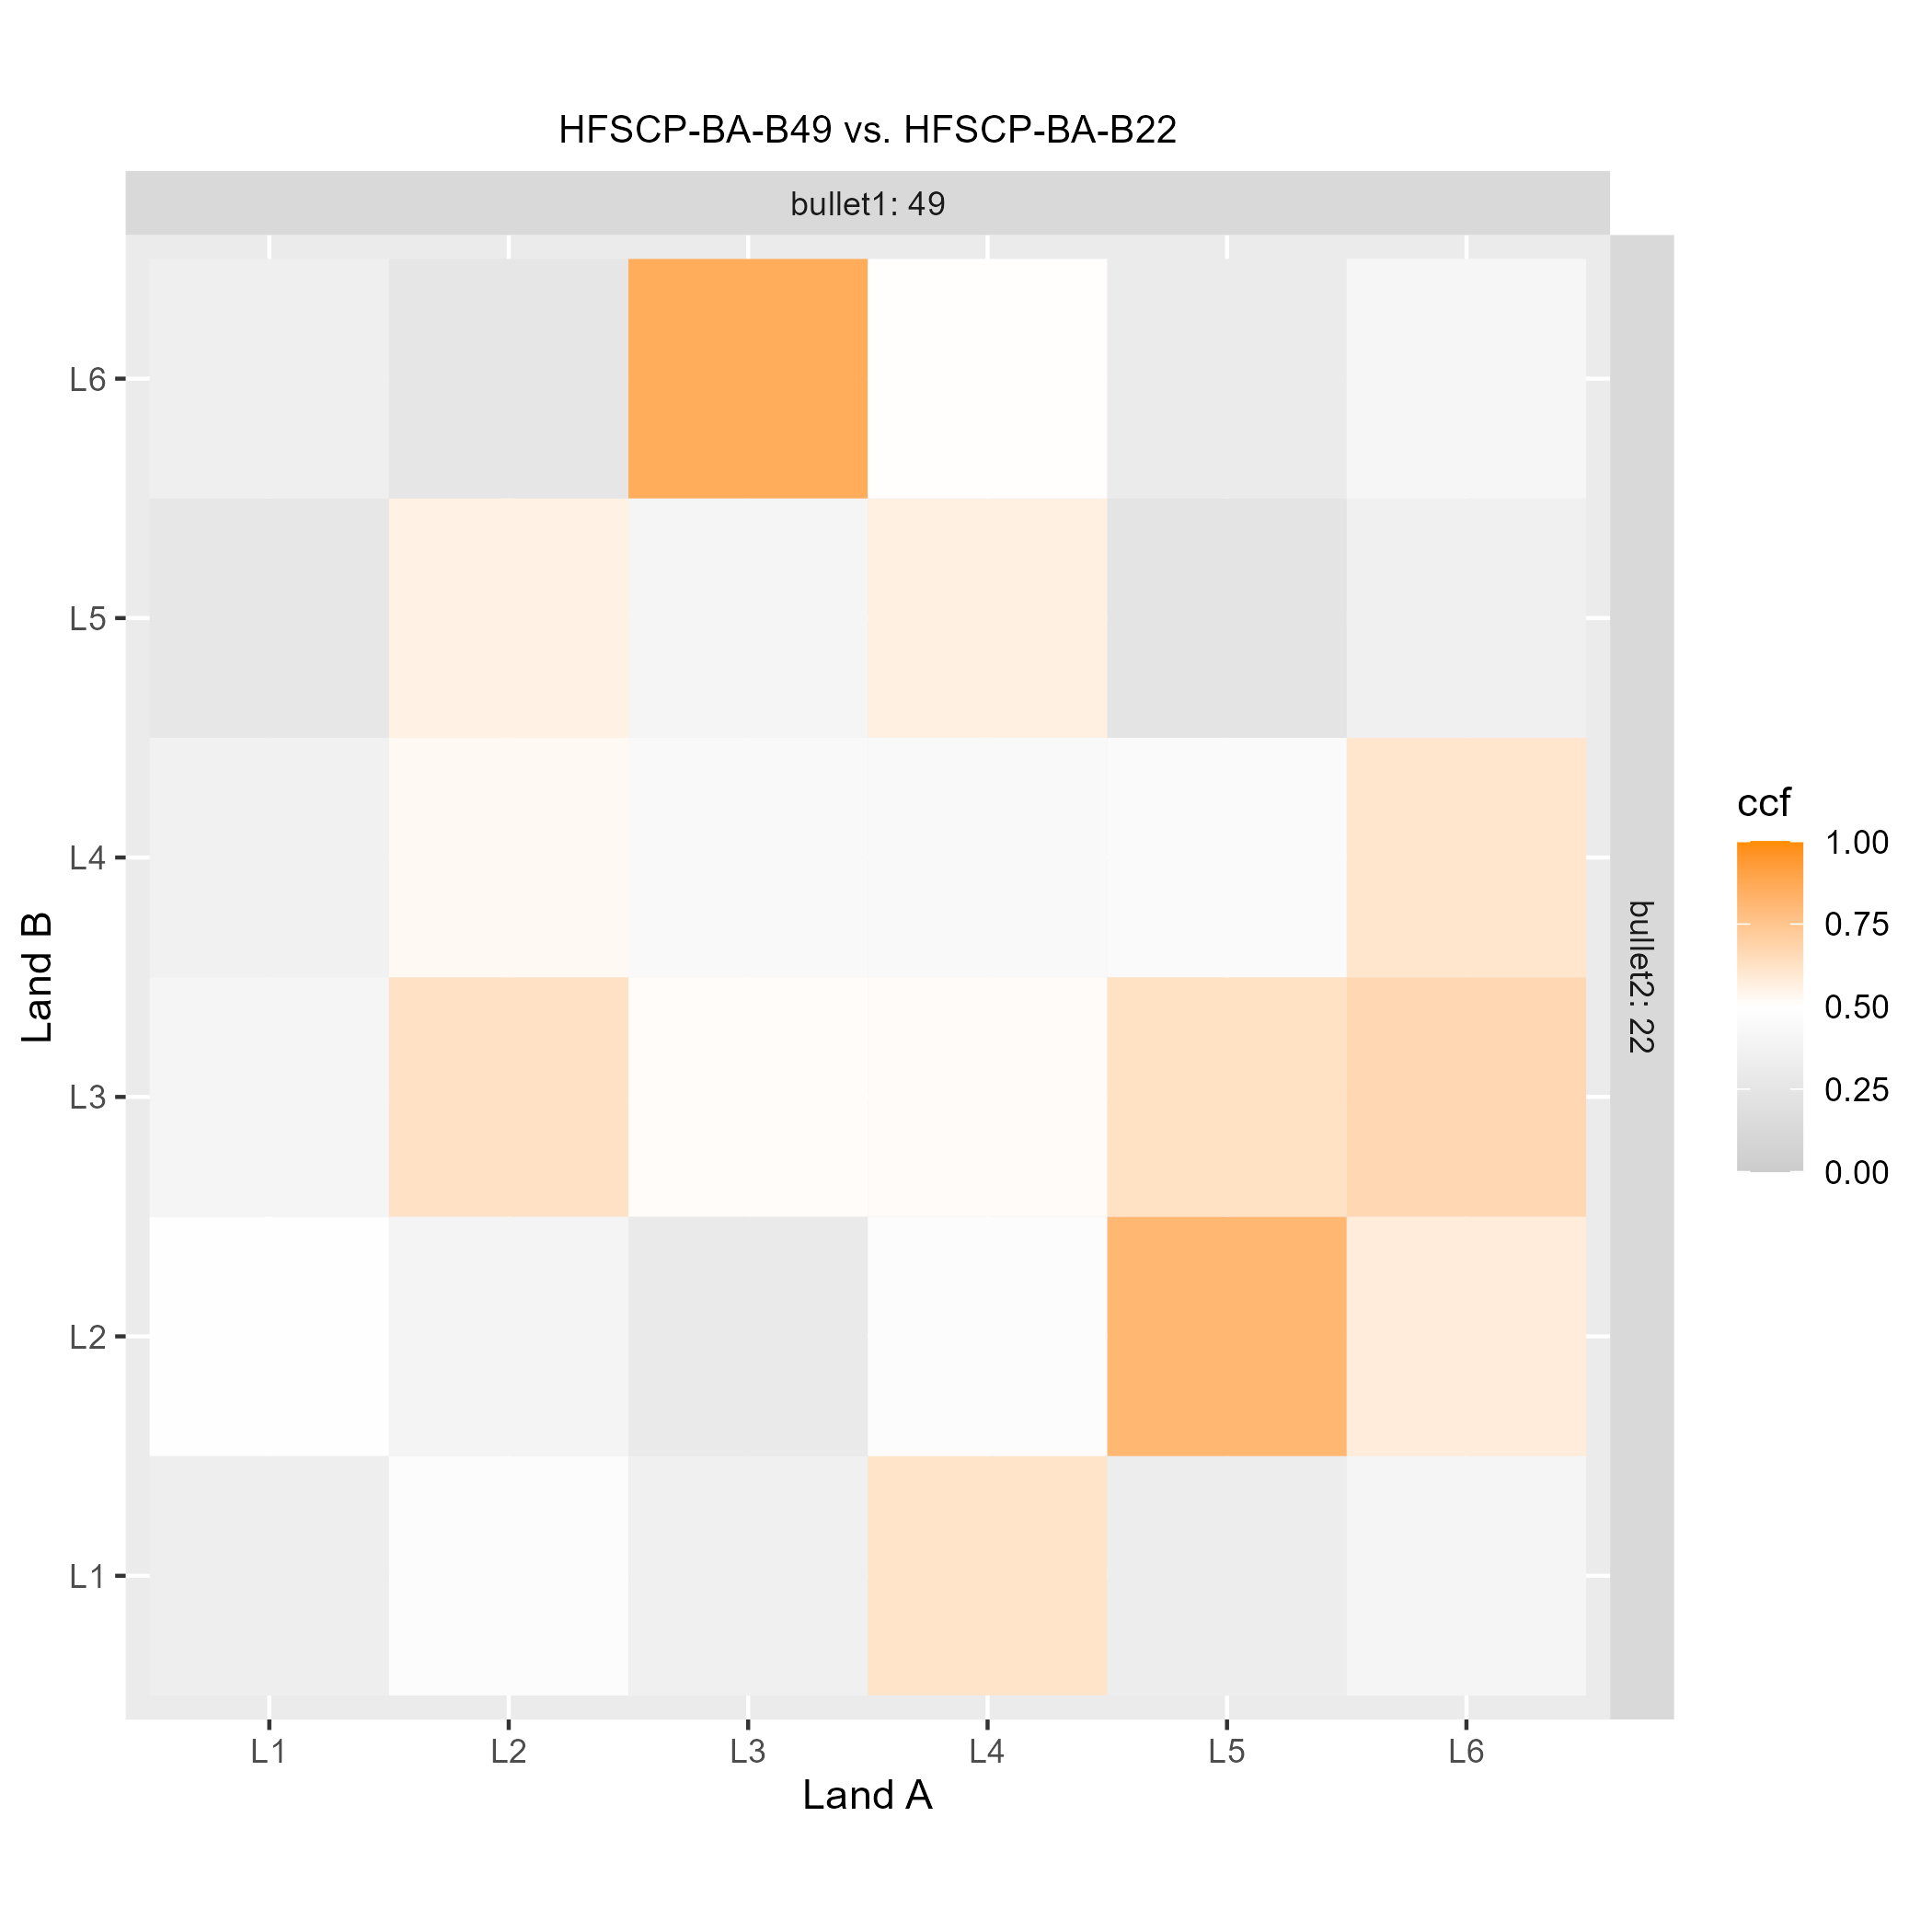 HFSCP-BA-B49 vs. HFSCP-BA-B22
bullet1: 49
L6
L5
L4
L3
L2
L1
Land B
L1 L2 L3 L4 L5 L6
Land A
bullet2: 22
ccf
1.00
0.75
0.50
0.25
0.00